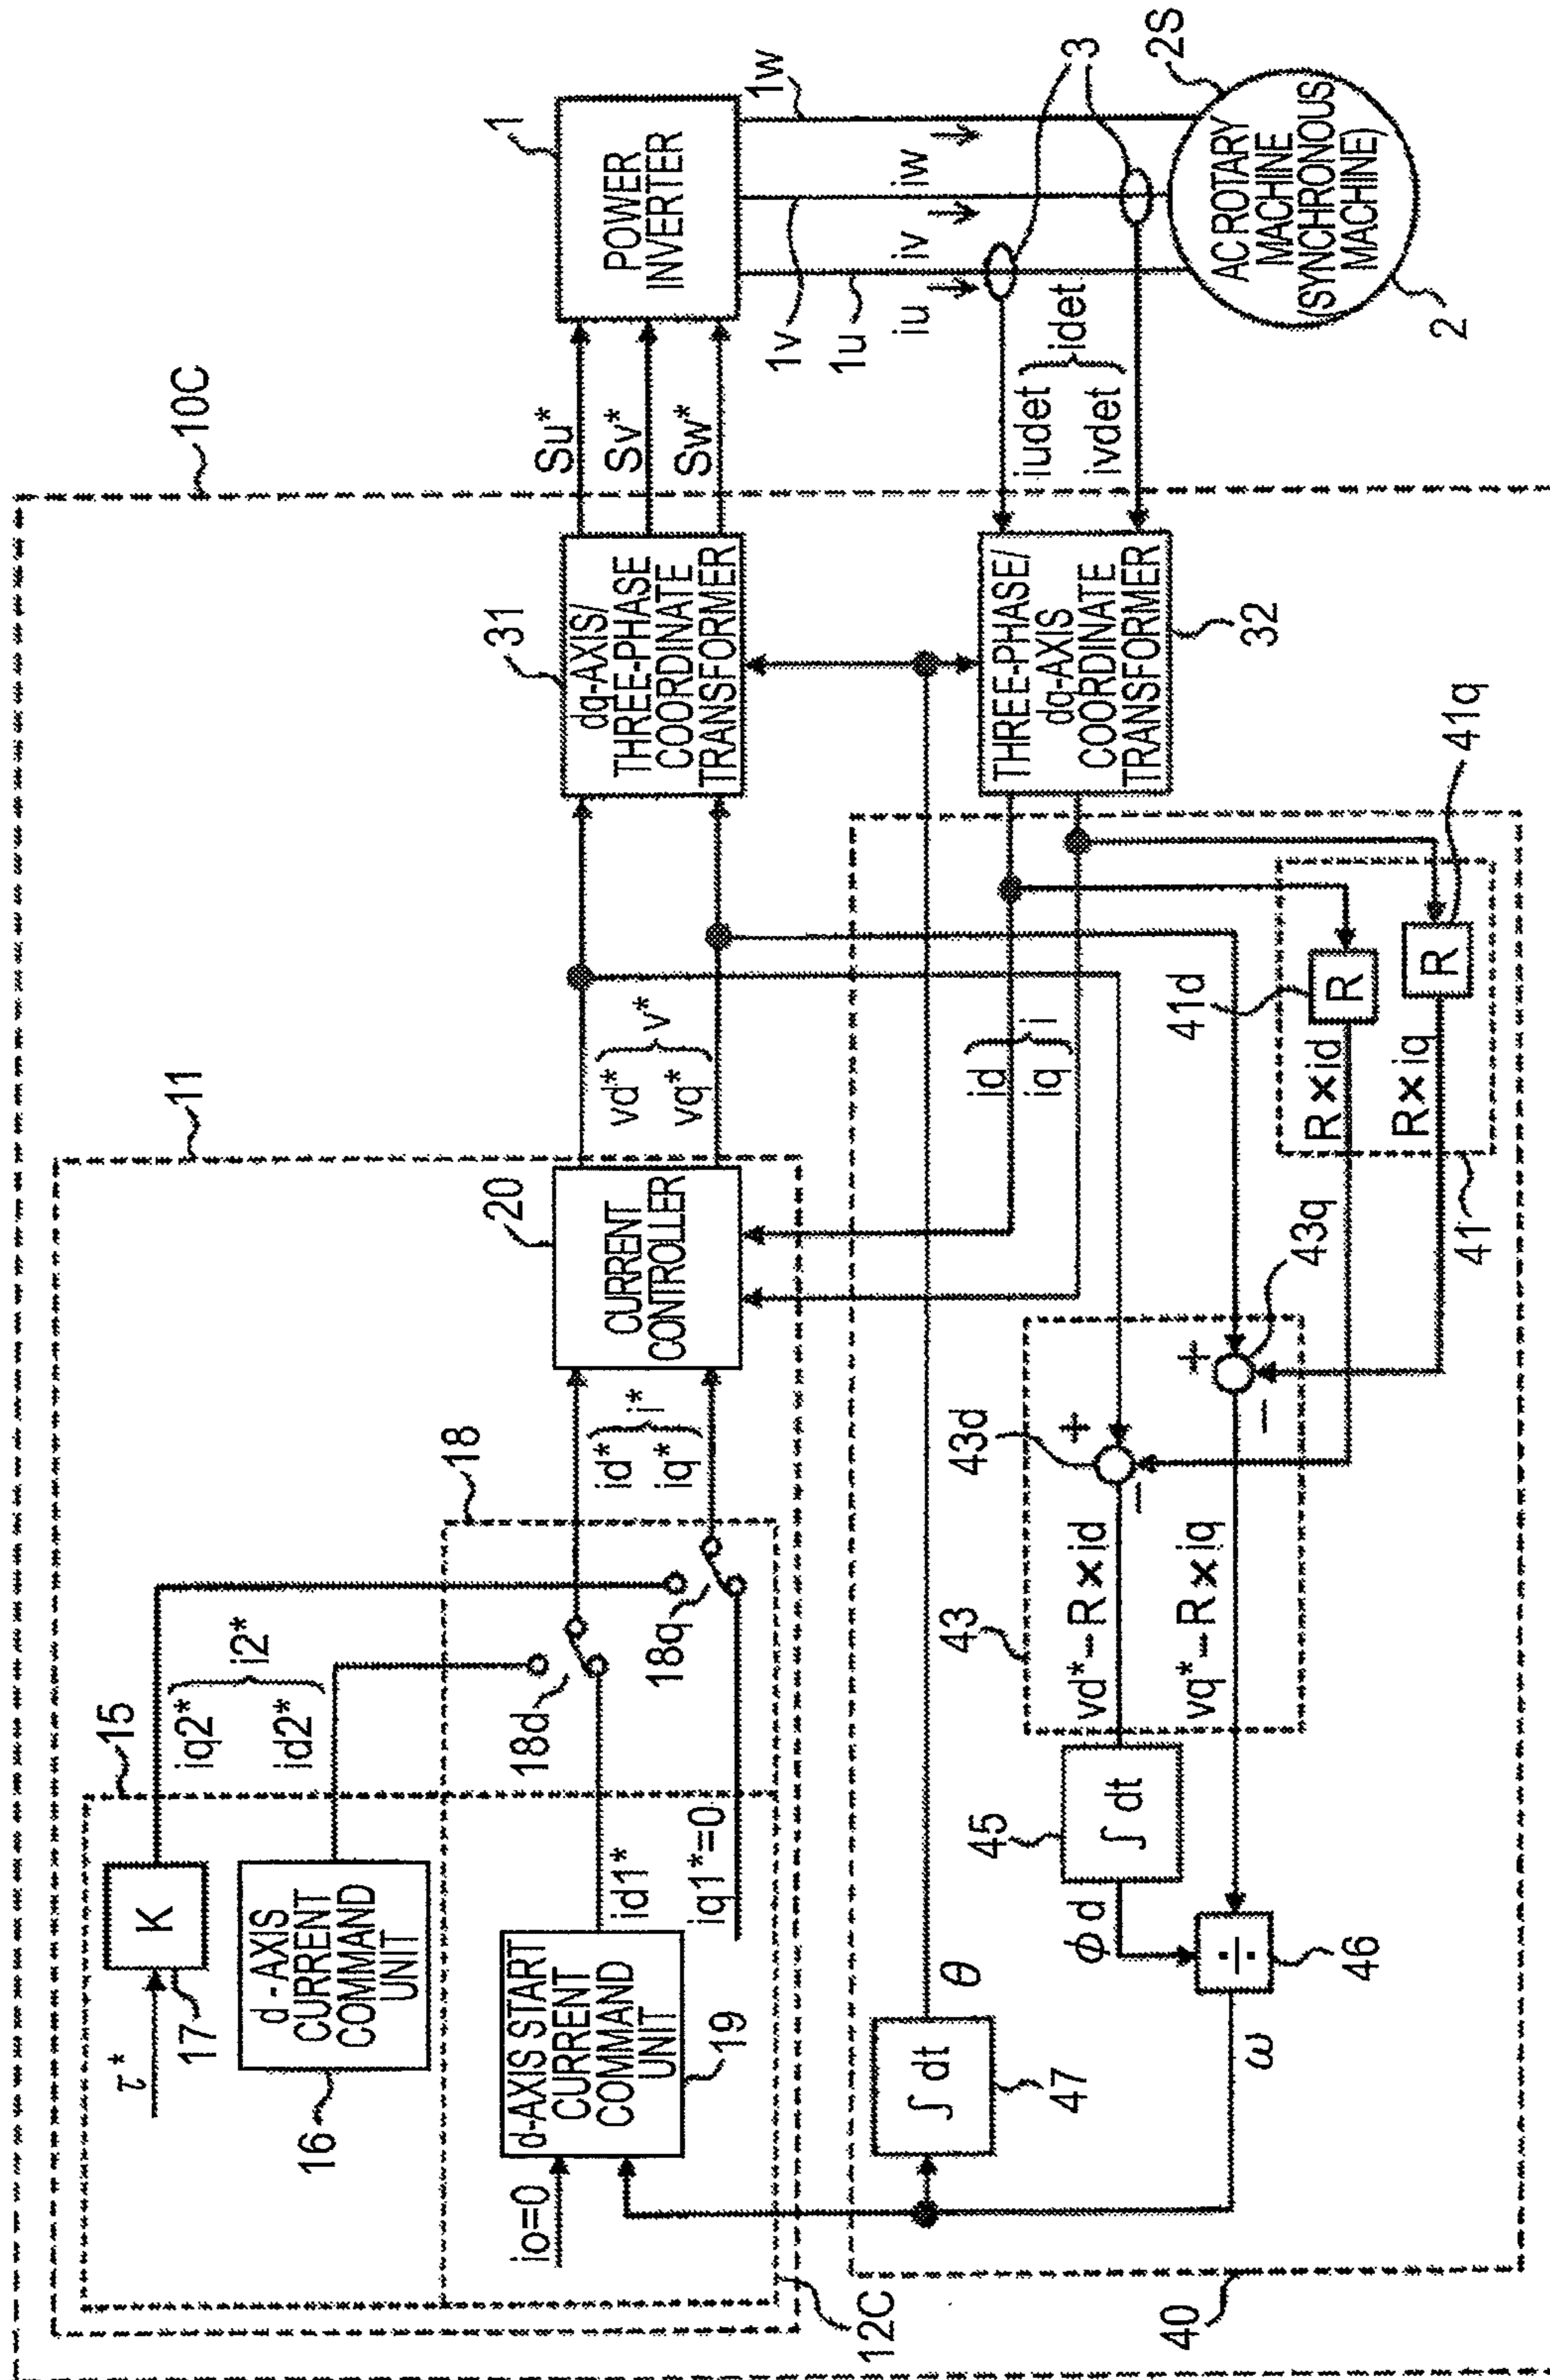 10C
11
15
τ*
K
17
iq2*
id2*
i2*
d-AXIS
CURRENT
COMMAND
UNIT
16
18
18d
18q
io=0
d-AXIS START
CURRENT
COMMAND
UNIT
19
id1*
iq1*=0
12C
id*
iq*
i*
20
CURRENT
CONTROLLER
vd*
vq*
v*
31
dq-AXIS/
THREE-PHASE
COORDINATE
TRANSFORMER
Su*
Sv*
Sw*
1
POWER
INVERTER
1w
1v
1u
iu
iv
iw
3
iudet
ivdet
idet
2S
AC ROTARY
MACHINE
(SYNCHRONOUS
MACHINE)
2
THREE-PHASE/
dq-AXIS
COORDINATE
TRANSFORMER
32
id
iq
i
θ
∫ dt
47
ω
ϕ d
45
∫ dt
÷
46
43
vd*−R×id
vq*−R×iq
43d
+
−
43q
+
−
41d
R
R×id
41q
R
R×iq
41
40